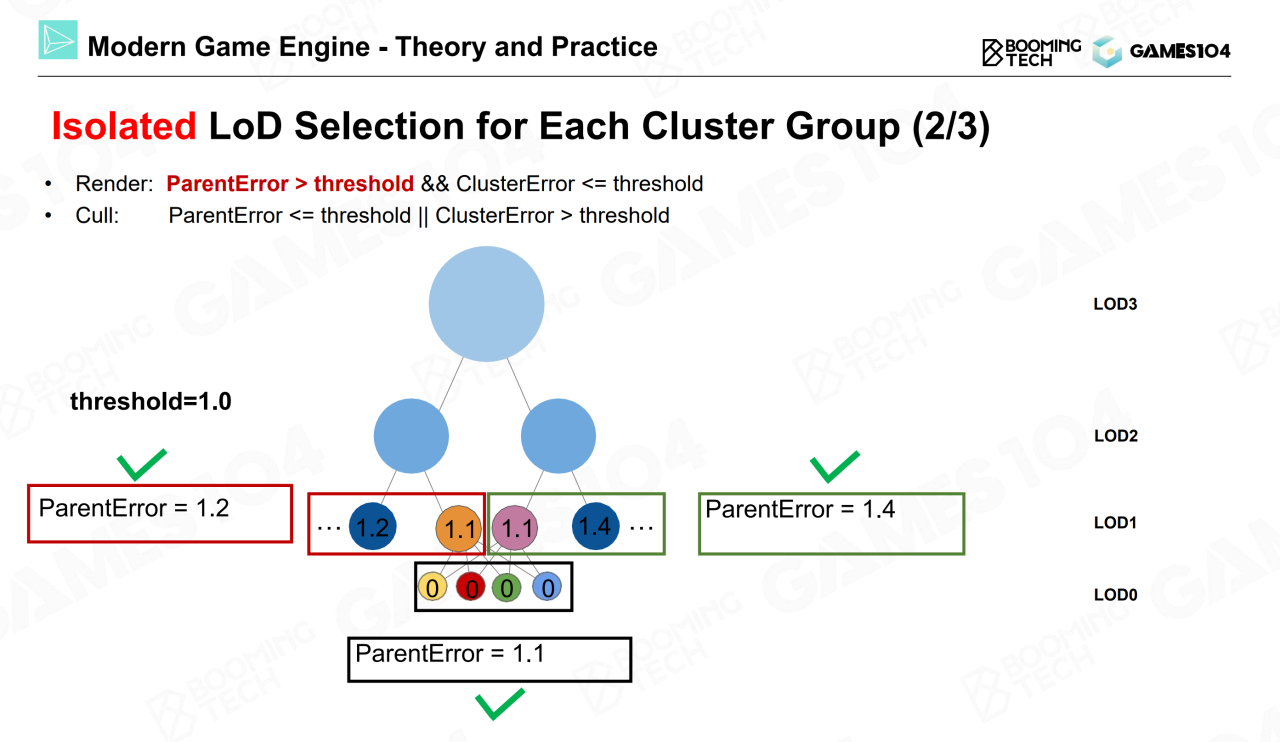 Modern Game Engine - Theory and Practice
BOOMING TECH
GAMES104
Isolated LoD Selection for Each Cluster Group (2/3)
• Render: ParentError > threshold && ClusterError <= threshold
• Cull: ParentError <= threshold || ClusterError > threshold
LOD3
threshold=1.0
LOD2
ParentError = 1.2
... 1.2 1.1 1.1 1.4 ...
ParentError = 1.4
LOD1
0 0 0 0
LOD0
ParentError = 1.1